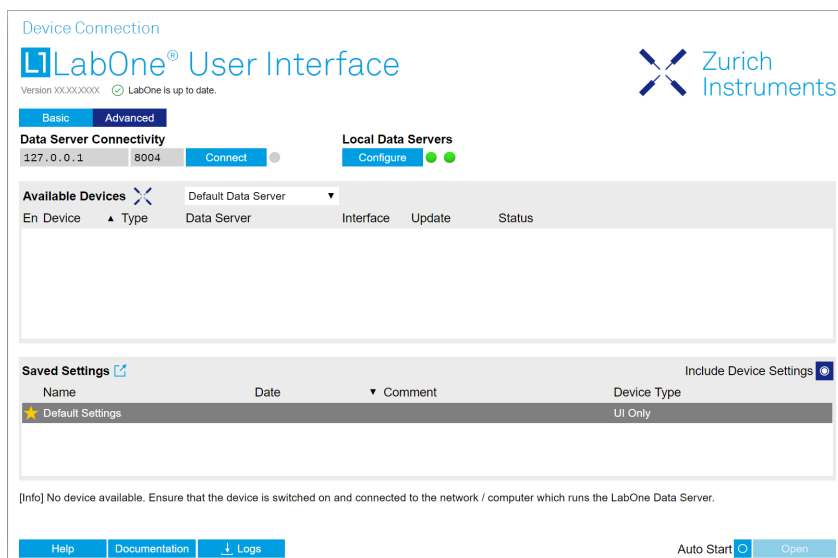 Device Connection
L1 LabOne® User Interface
Zurich
Instruments
Version XX.XX.XXXX LabOne is up to date.
Basic Advanced
Data Server Connectivity Local Data Servers
127.0.0.1 8004 Connect Configure
Available Devices Default Data Server ▼
En Device ▲ Type Data Server Interface Update Status
Saved Settings Include Device Settings
Name Date ▼ Comment Device Type
Default Settings UI Only
[Info] No device available. Ensure that the device is switched on and connected to the network / computer which runs the LabOne Data Server.
Help Documentation Logs Auto Start Open